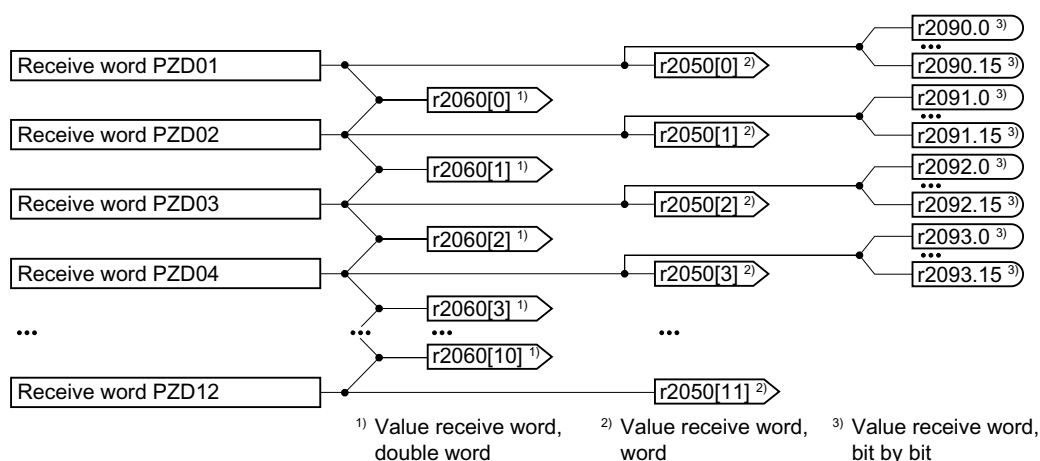 r2090.0 3)
•••
Receive word PZD01
r2050[0] 2)
r2090.15 3)
r2060[0] 1)
r2091.0 3)
•••
Receive word PZD02
r2050[1] 2)
r2091.15 3)
r2060[1] 1)
r2092.0 3)
•••
Receive word PZD03
r2050[2] 2)
r2092.15 3)
r2060[2] 1)
r2093.0 3)
•••
Receive word PZD04
r2050[3] 2)
r2093.15 3)
r2060[3] 1)
••• ••• ••• •••
r2060[10] 1)
Receive word PZD12
r2050[11] 2)
1) Value receive word,
double word
2) Value receive word,
word
3) Value receive word,
bit by bit